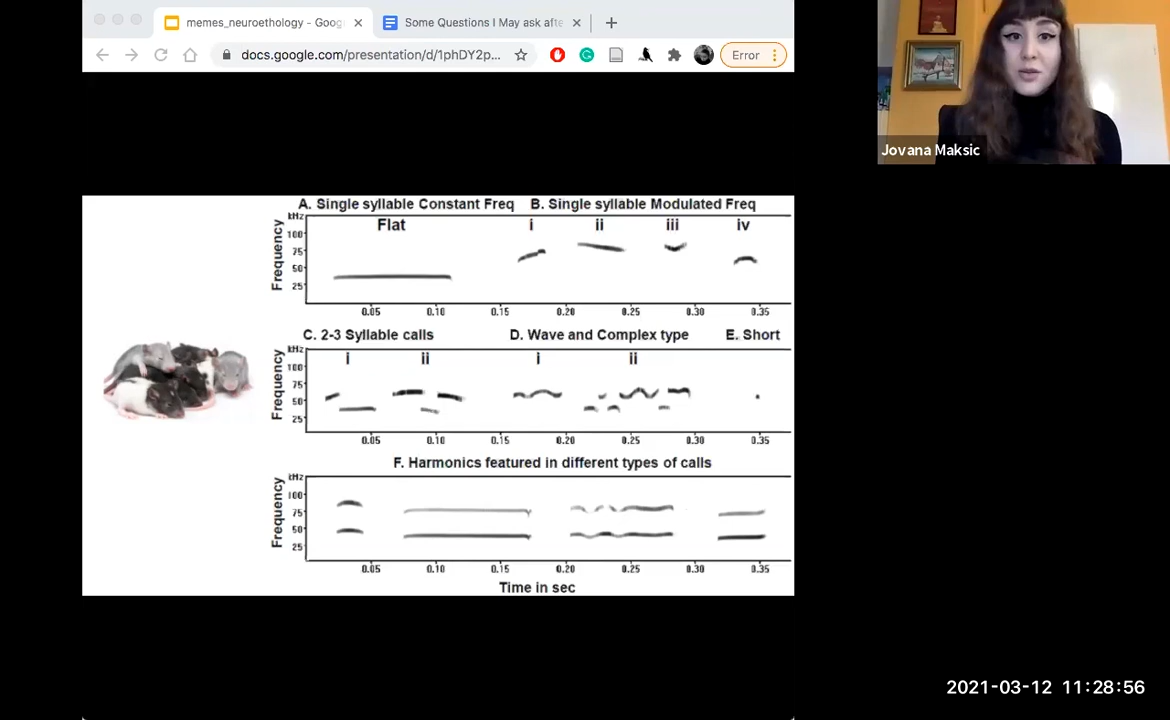 memes_neuroethology - Goog
Some Questions I May ask afte
docs.google.com/presentation/d/1phDY2p...
Error
Jovana Maksic
A. Single syllable Constant Freq
B. Single syllable Modulated Freq
kHz
Flat
i
ii
iii
iv
100
75
50
25
Frequency
0.05
0.10
0.15
0.20
0.25
0.30
0.35
C. 2-3 Syllable calls
D. Wave and Complex type
E. Short
kHz
i
ii
i
ii
100
75
50
25
Frequency
0.05
0.10
0.15
0.20
0.25
0.30
0.35
F. Harmonics featured in different types of calls
kHz
100
75
50
25
Frequency
0.05
0.10
0.15
0.20
0.25
0.30
0.35
Time in sec
2021-03-12 11:28:56